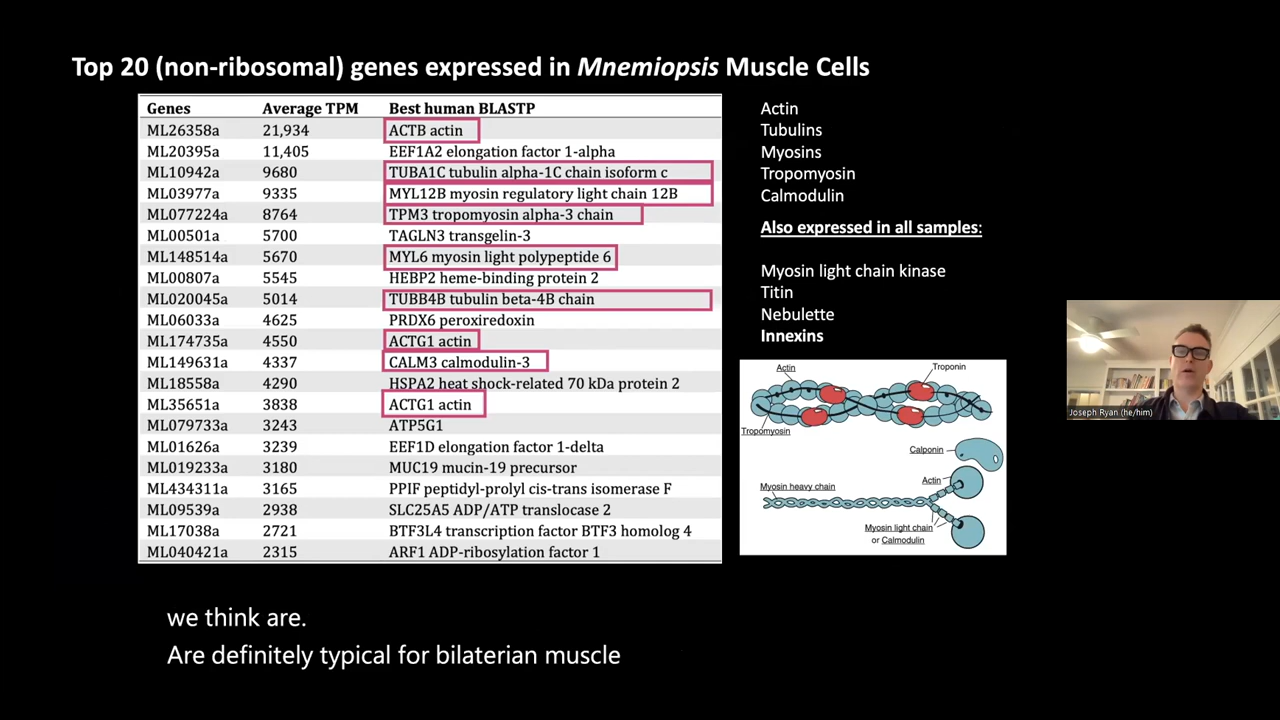 Top 20 (non-ribosomal) genes expressed in Mnemiopsis Muscle Cells
Genes Average TPM Best human BLASTP
ML26358a 21,934 ACTB actin
ML20395a 11,405 EEF1A2 elongation factor 1-alpha
ML10942a 9680 TUBA1C tubulin alpha-1C chain isoform c
ML03977a 9335 MYL12B myosin regulatory light chain 12B
ML077224a 8764 TPM3 tropomyosin alpha-3 chain
ML00501a 5700 TAGLN3 transgelin-3
ML148514a 5670 MYL6 myosin light polypeptide 6
ML00807a 5545 HEBP2 heme-binding protein 2
ML020045a 5014 TUBB4B tubulin beta-4B chain
ML06033a 4625 PRDX6 peroxiredoxin
ML174735a 4550 ACTG1 actin
ML149631a 4337 CALM3 calmodulin-3
ML18558a 4290 HSPA2 heat shock-related 70 kDa protein 2
ML35651a 3838 ACTG1 actin
ML079733a 3243 ATP5G1
ML01626a 3239 EEF1D elongation factor 1-delta
ML019233a 3180 MUC19 mucin-19 precursor
ML434311a 3165 PPIF peptidyl-prolyl cis-trans isomerase F
ML09539a 2938 SLC25A5 ADP/ATP translocase 2
ML17038a 2721 BTF3L4 transcription factor BTF3 homolog 4
ML040421a 2315 ARF1 ADP-ribosylation factor 1
Actin
Tubulins
Myosins
Tropomyosin
Calmodulin
Also expressed in all samples:
Myosin light chain kinase
Titin
Nebulette
Innexins
Actin
Troponin
Tropomyosin
Calponin
Actin
Myosin heavy chain
Myosin light chain
or Calmodulin
Joseph Ryan (he/him)
we think are.
Are definitely typical for bilaterian muscle